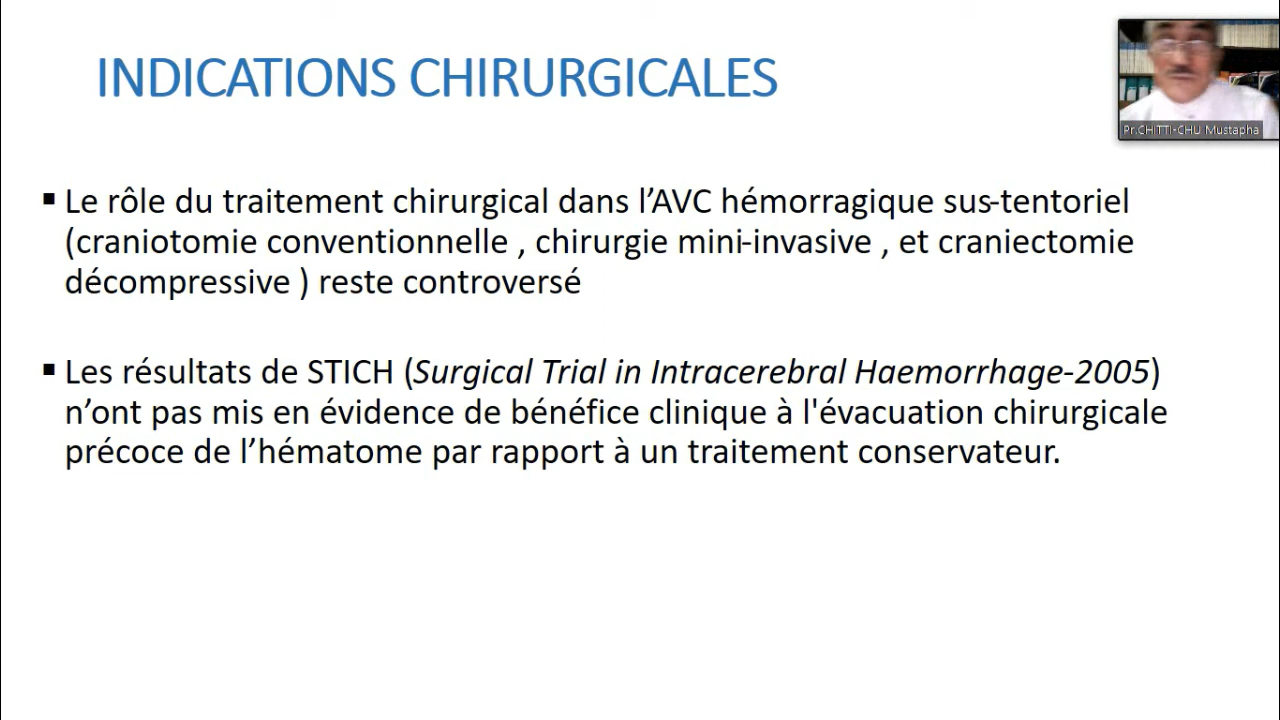 INDICATIONS CHIRURGICALES
Pr.CHITTI-CHU Mustapha
▪ Le rôle du traitement chirurgical dans l’AVC hémorragique sus-tentoriel
(craniotomie conventionnelle , chirurgie mini-invasive , et craniectomie
décompressive ) reste controversé
▪ Les résultats de STICH (Surgical Trial in Intracerebral Haemorrhage-2005)
n’ont pas mis en évidence de bénéfice clinique à l'évacuation chirurgicale
précoce de l’hématome par rapport à un traitement conservateur.